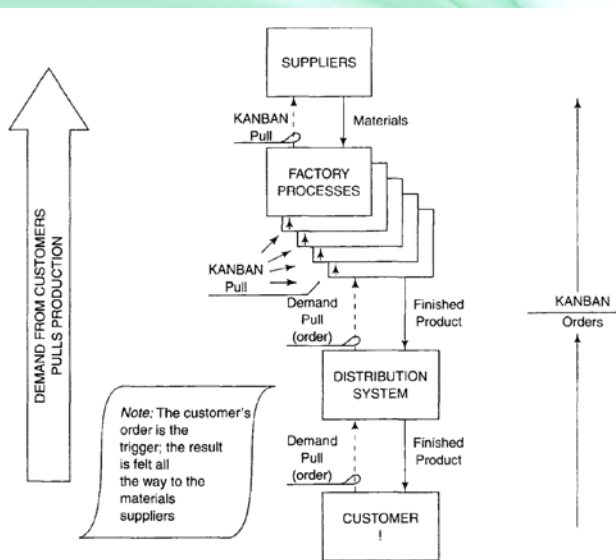 SUPPLIERS
KANBAN
Pull
Materials
FACTORY
PROCESSES
KANBAN
Pull
Demand
Pull
(order)
Finished
Product
DISTRIBUTION
SYSTEM
Demand
Pull
(order)
Finished
Product
CUSTOMER
!
DEMAND FROM CUSTOMERS
PULLS PRODUCTION
Note: The customer's
order is the
trigger; the result
is felt all
the way to the
materials
suppliers
KANBAN
Orders